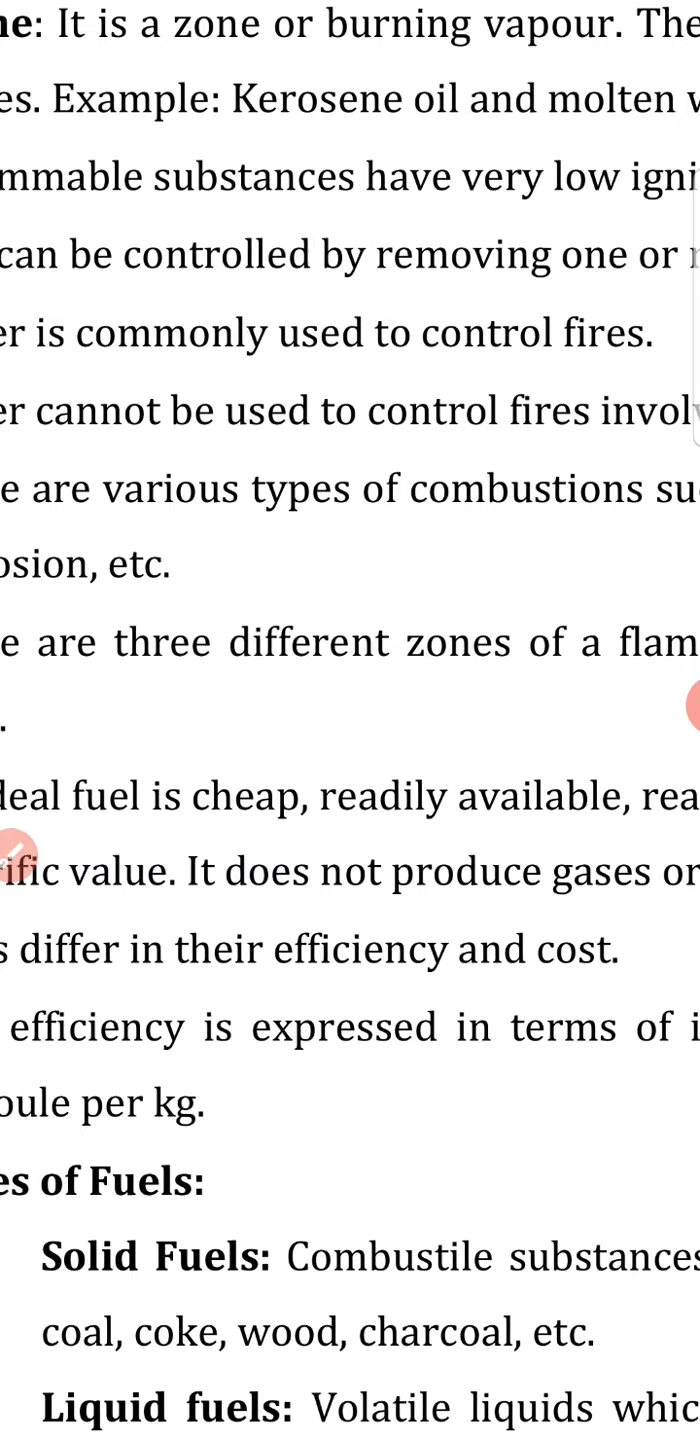 ne: It is a zone or burning vapour. The
es. Example: Kerosene oil and molten
mmable substances have very low igni
can be controlled by removing one or
er is commonly used to control fires.
er cannot be used to control fires invol
e are various types of combustions su
osion, etc.
e are three different zones of a flam
.
deal fuel is cheap, readily available, rea
ific value. It does not produce gases or
s differ in their efficiency and cost.
efficiency is expressed in terms of i
oule per kg.
es of Fuels:
Solid Fuels: Combustile substances
coal, coke, wood, charcoal, etc.
Liquid fuels: Volatile liquids whic